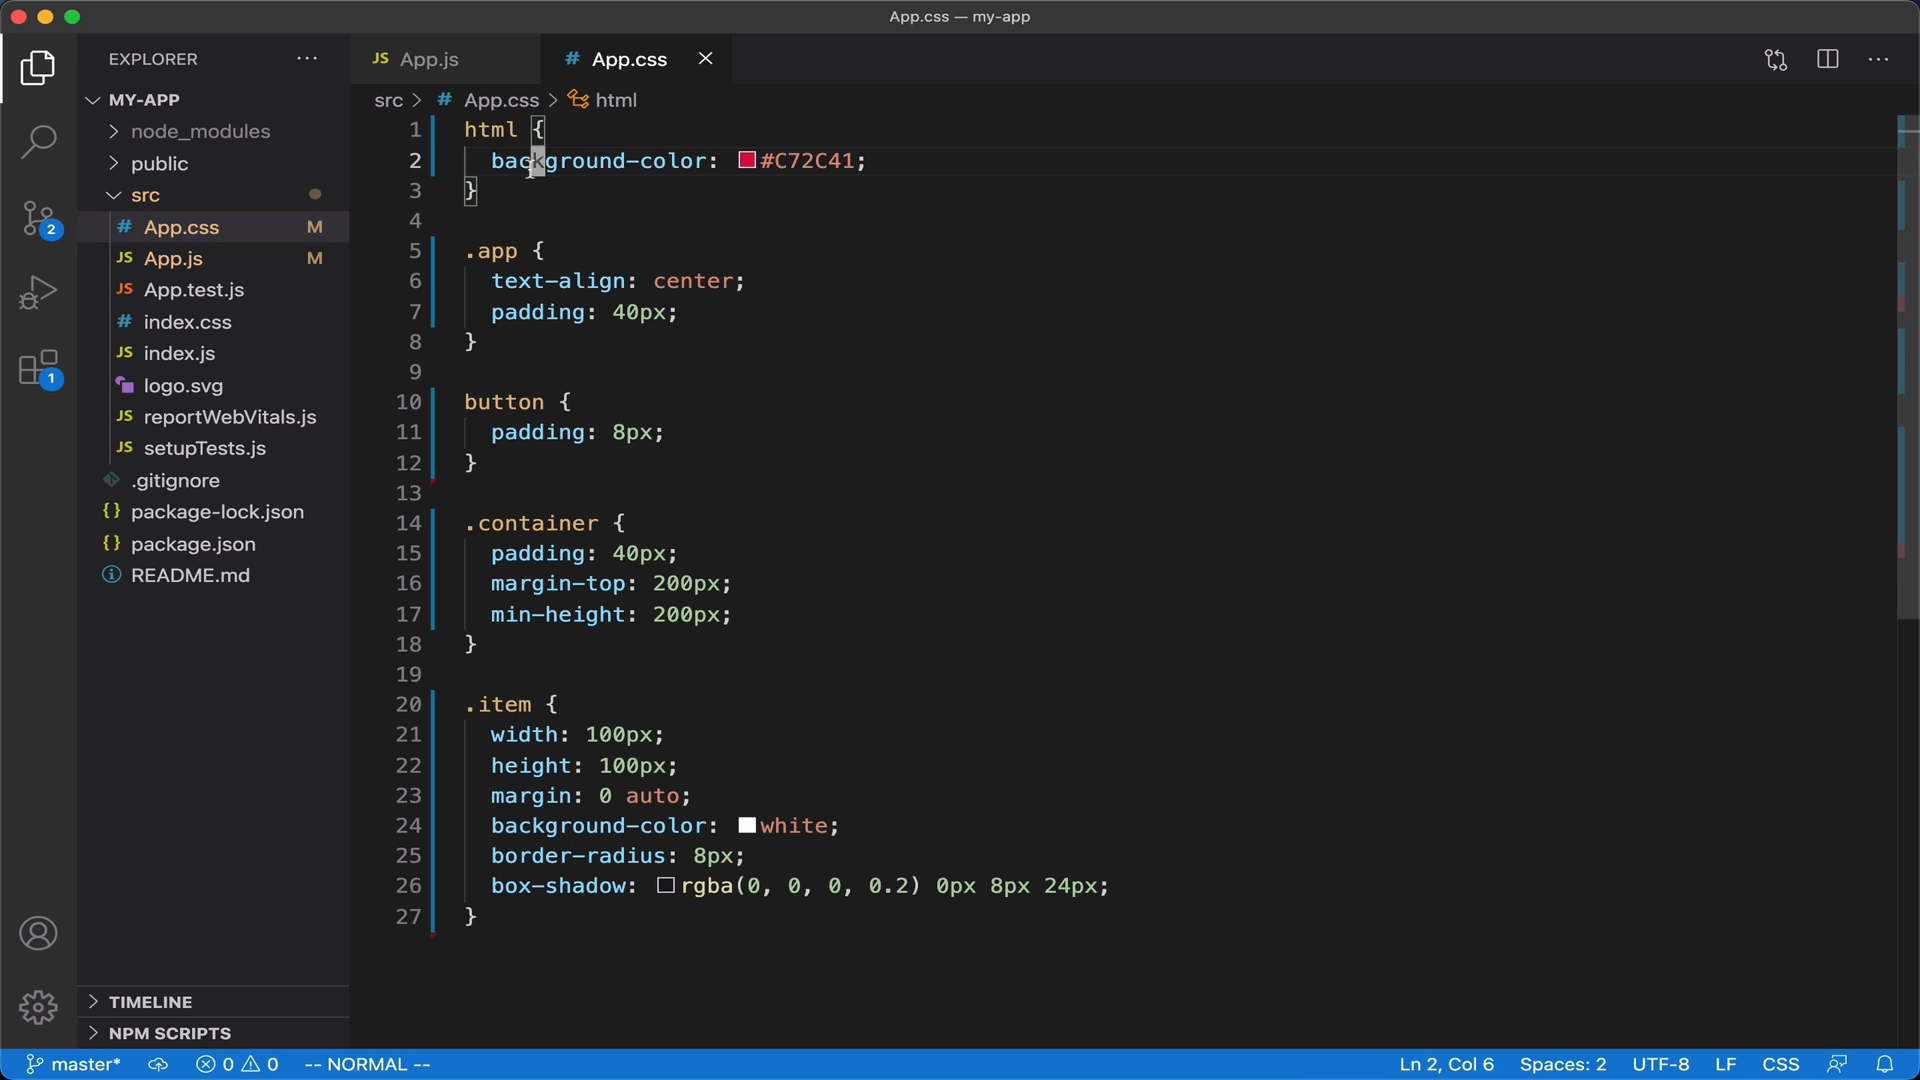 App.css — my-app
EXPLORER
MY-APP
node_modules
public
src
# App.css M
JS App.js M
JS App.test.js
# index.css
JS index.js
logo.svg
JS reportWebVitals.js
JS setupTests.js
.gitignore
{} package-lock.json
{} package.json
README.md
TIMELINE
NPM SCRIPTS
2
1
JS App.js
# App.css
src > # App.css > html
1 html {
2 background-color: #C72C41;
3 }
4
5 .app {
6 text-align: center;
7 padding: 40px;
8 }
9
10 button {
11 padding: 8px;
12 }
13
14 .container {
15 padding: 40px;
16 margin-top: 200px;
17 min-height: 200px;
18 }
19
20 .item {
21 width: 100px;
22 height: 100px;
23 margin: 0 auto;
24 background-color: white;
25 border-radius: 8px;
26 box-shadow: rgba(0, 0, 0, 0.2) 0px 8px 24px;
27 }
master* 0 0 -- NORMAL -- Ln 2, Col 6 Spaces: 2 UTF-8 LF CSS